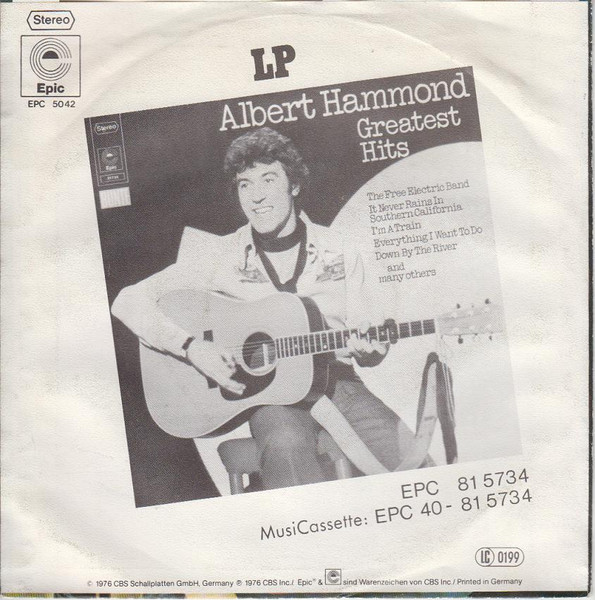 Stereo
Epic
EPC 5042
LP
Albert Hammond
Greatest
Hits
Stereo
Epic
The Free Electric Band
It Never Rains In
Southern California
I'm A Train
Everything I Want To Do
Down By The River
and
many others
EPC 81 5734
MusiCassette: EPC 40 - 81 5734
LC 0199
© 1976 CBS Schallplatten GmbH, Germany ℗ 1976 CBS Inc./ Epic® & sind Warenzeichen von CBS Inc./ Printed in Germany